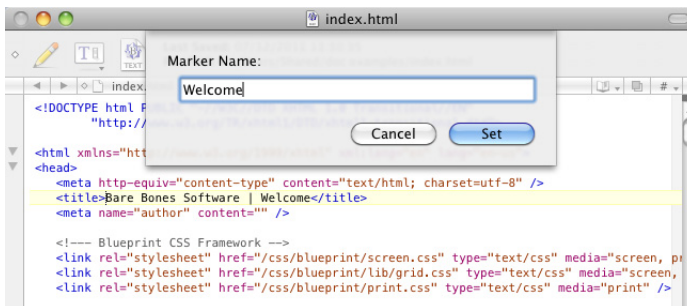 index.html
T
TEXT
Marker Name:
index.
#
Welcome
<!DOCTYPE html
"http://
Cancel
Set
<html xmlns="htt
<head>
<meta http-equiv="content-type" content="text/html; charset=utf-8" />
<title>Bare Bones Software | Welcome</title>
<meta name="author" content="" />
<!--- Blueprint CSS Framework -->
<link rel="stylesheet" href="/css/blueprint/screen.css" type="text/css" media="screen, pr
<link rel="stylesheet" href="/css/blueprint/lib/grid.css" type="text/css" media="screen,
<link rel="stylesheet" href="/css/blueprint/print.css" type="text/css" media="print" />